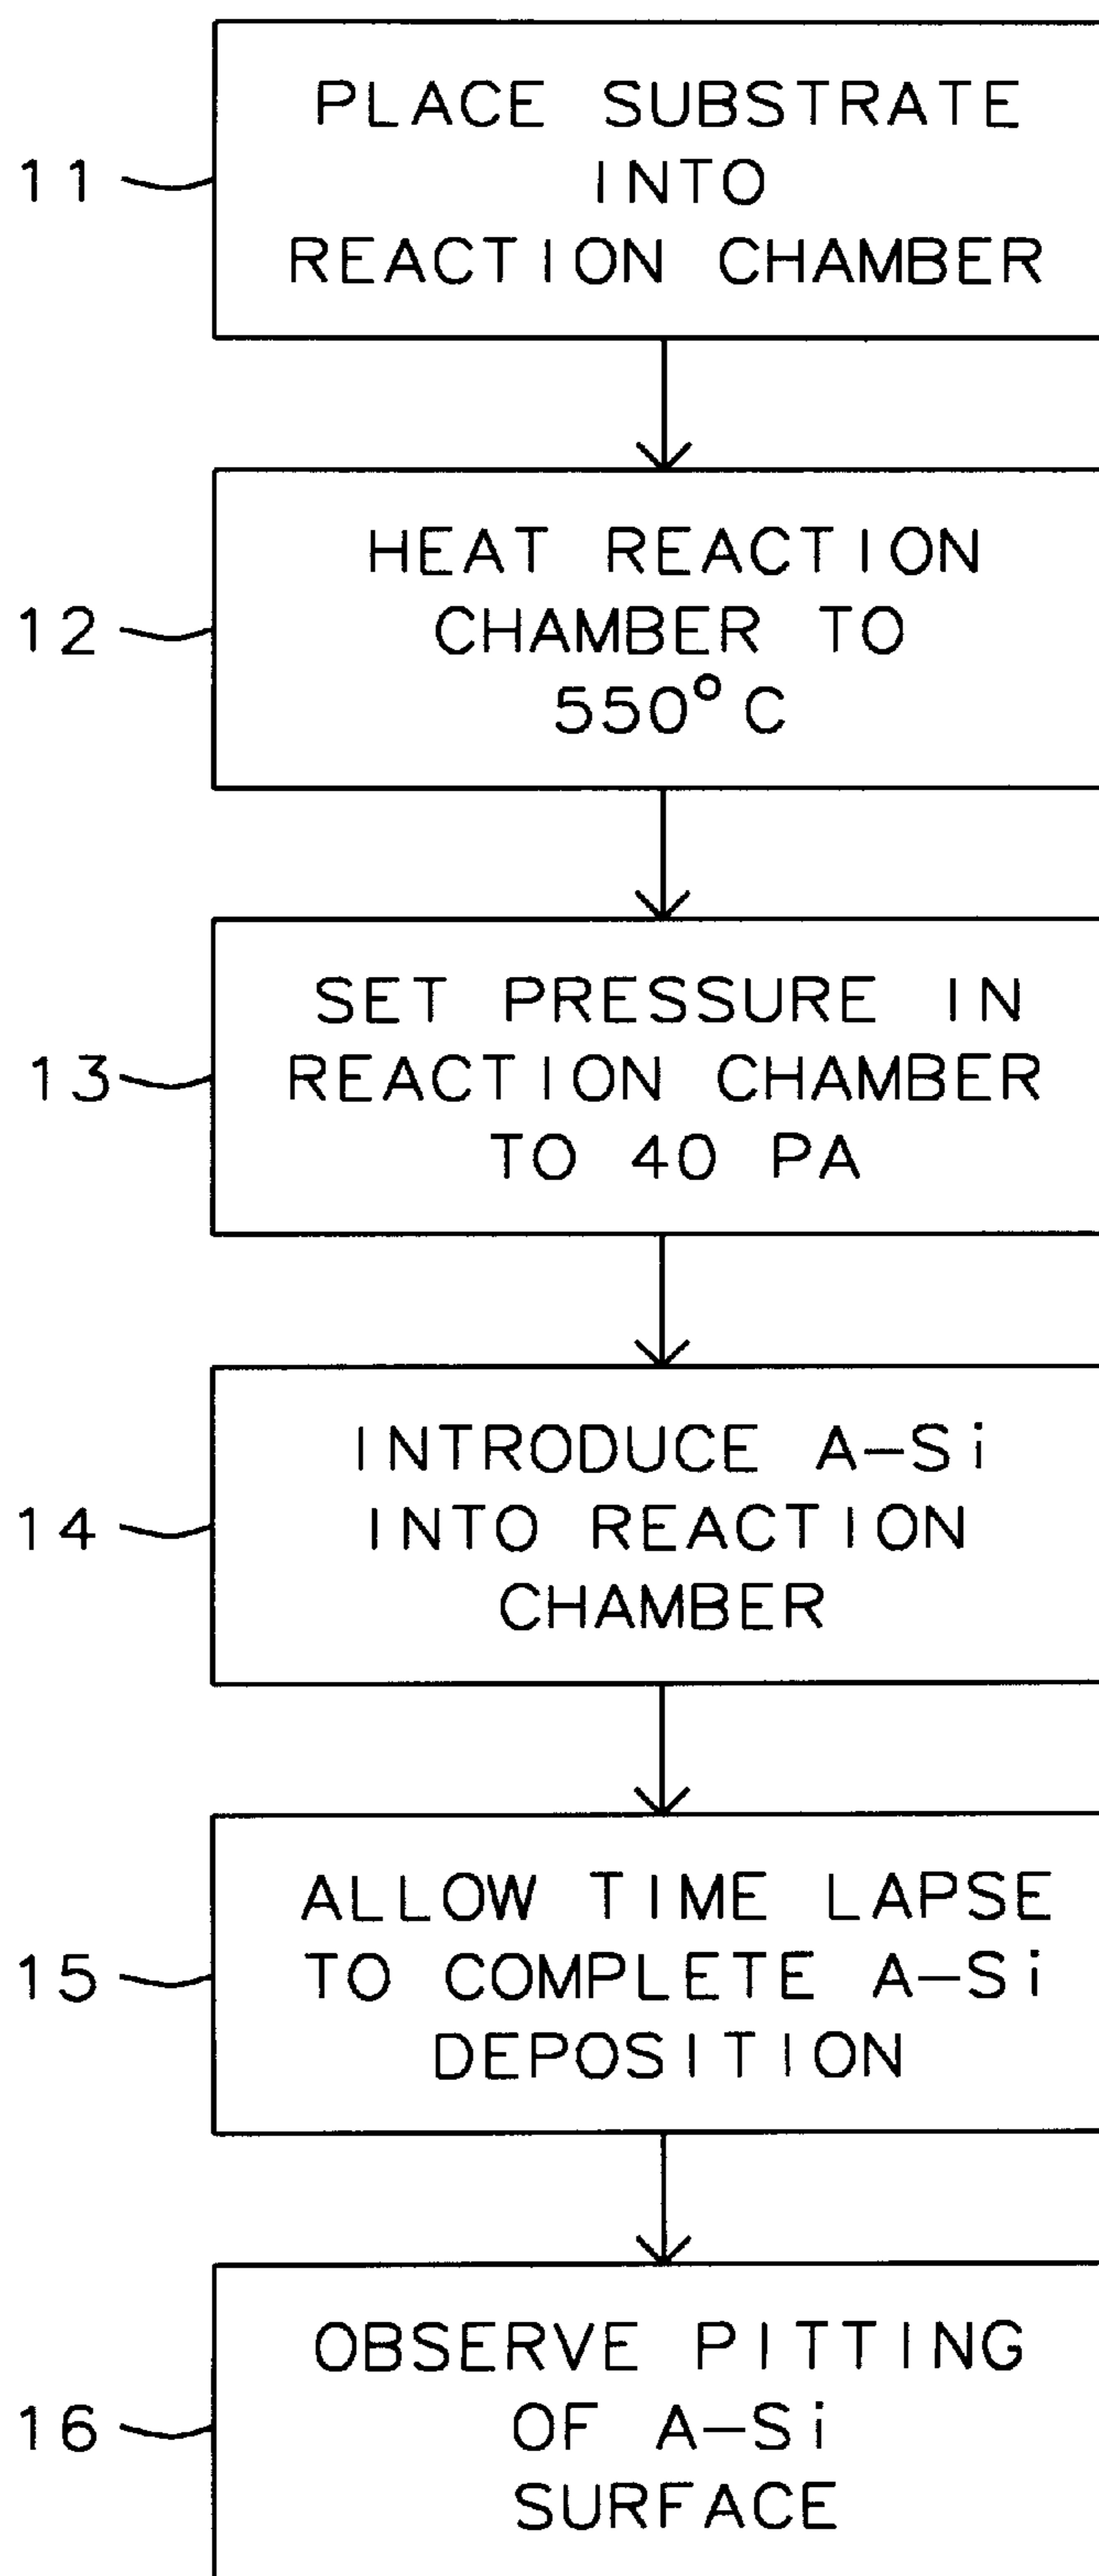 11
PLACE SUBSTRATE
INTO
REACTION CHAMBER
12
HEAT REACTION
CHAMBER TO
550°C
13
SET PRESSURE IN
REACTION CHAMBER
TO 40 PA
14
INTRODUCE A-Si
INTO REACTION
CHAMBER
15
ALLOW TIME LAPSE
TO COMPLETE A-Si
DEPOSITION
16
OBSERVE PITTING
OF A-Si
SURFACE